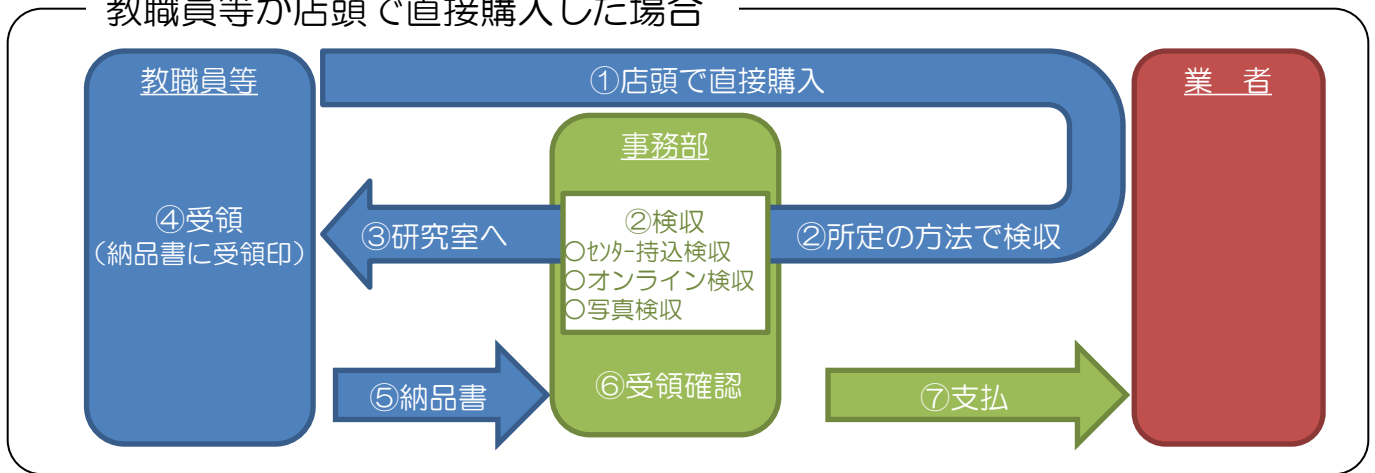 教職員等が店頭で直接購入した場合
教職員等
①店頭で直接購入
業　者
事務部
④受領
（納品書に受領印）
③研究室へ
②検収
○ｾﾝﾀｰ持込検収
○オンライン検収
○写真検収
②所定の方法で検収
⑤納品書
⑥受領確認
⑦支払